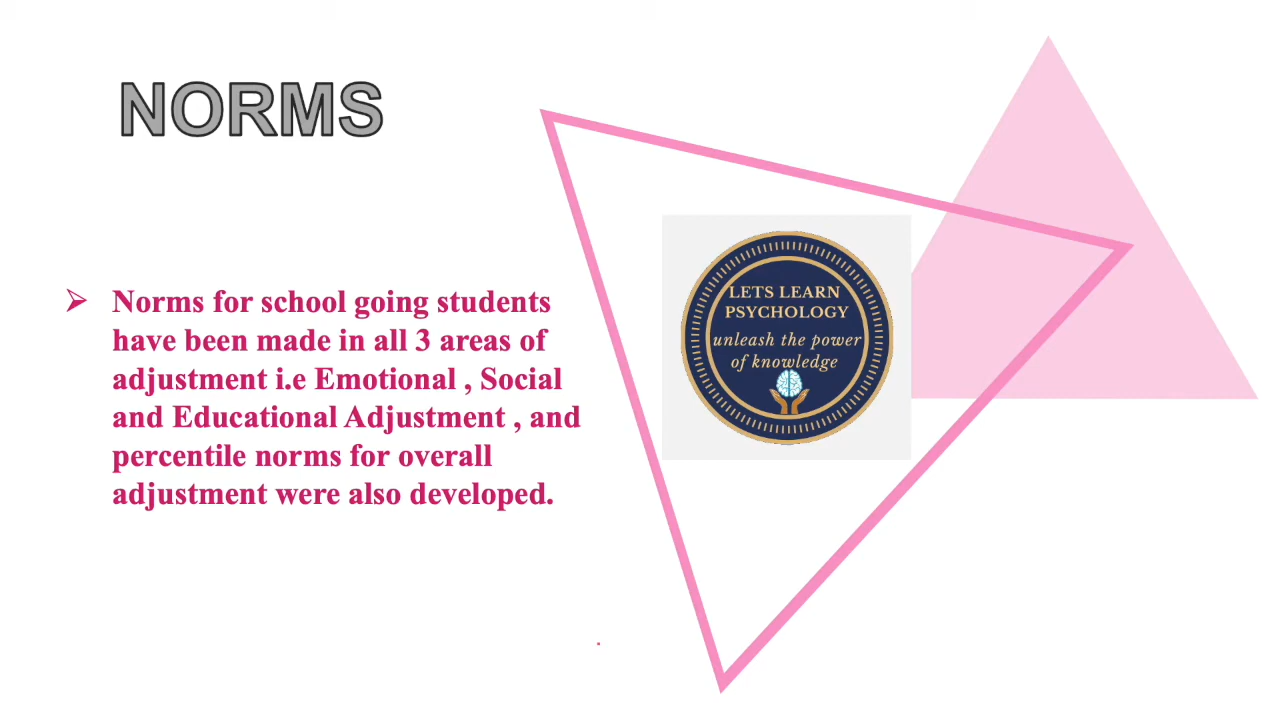 NORMS
➢ Norms for school going students
have been made in all 3 areas of
adjustment i.e Emotional , Social
and Educational Adjustment , and
percentile norms for overall
adjustment were also developed.
LETS LEARN
PSYCHOLOGY
unleash the power
of knowledge
.